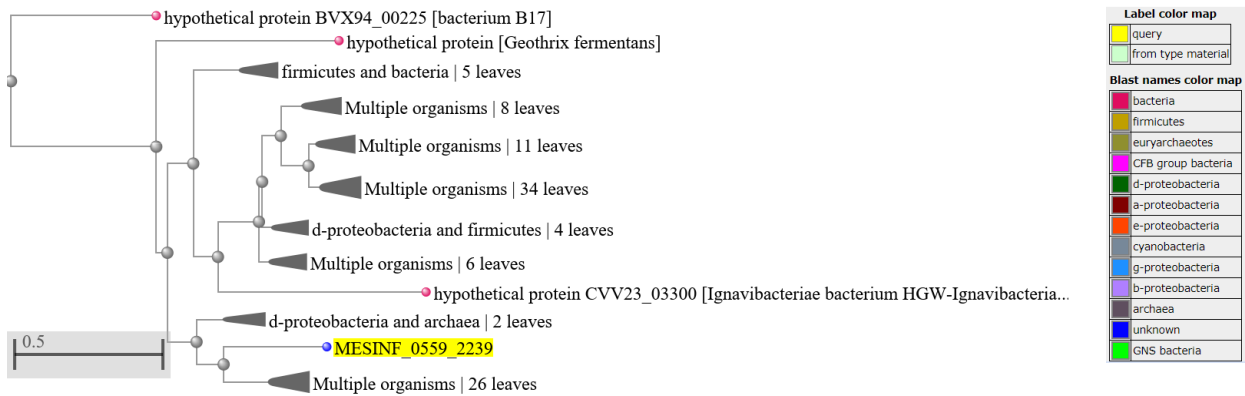 hypothetical protein BVX94_00225 [bacterium B17]
hypothetical protein [Geothrix fermentans]
firmicutes and bacteria | 5 leaves
Multiple organisms | 8 leaves
Multiple organisms | 11 leaves
Multiple organisms | 34 leaves
d-proteobacteria and firmicutes | 4 leaves
Multiple organisms | 6 leaves
hypothetical protein CVV23_03300 [Ignavibacteriae bacterium HGW-Ignavibacteria...
d-proteobacteria and archaea | 2 leaves
0.5
MESINF_0559_2239
Multiple organisms | 26 leaves
Label color map
query
from type material
Blast names color map
bacteria
firmicutes
euryarchaeotes
CFB group bacteria
d-proteobacteria
a-proteobacteria
e-proteobacteria
cyanobacteria
g-proteobacteria
b-proteobacteria
archaea
unknown
GNS bacteria